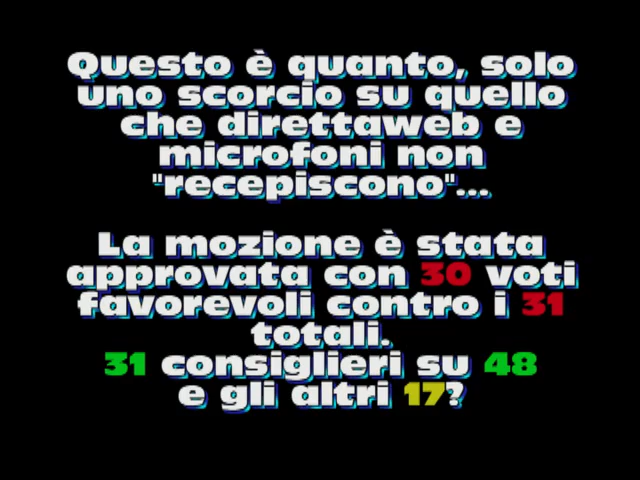 Questo è quanto, solo
uno scorcio su quello
che direttaweb e
microfoni non
"recepiscono"...
La mozione è stata
approvata con 30 voti
favorevoli contro i 31
totali.
31 consiglieri su 48
e gli altri 17?